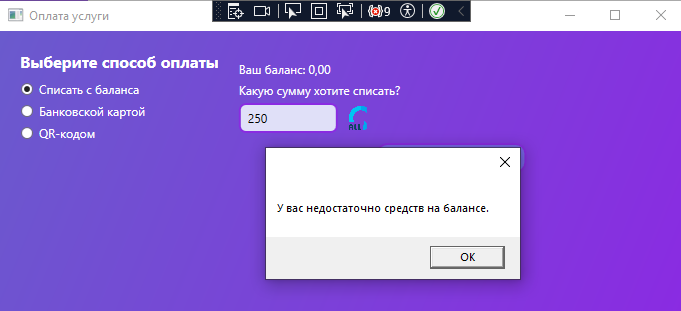 Оплата услуги
9
Выберите способ оплаты
Списать с баланса
Банковской картой
QR-кодом
Ваш баланс: 0,00
Какую сумму хотите списать?
250
ALL
У вас недостаточно средств на балансе.
OK